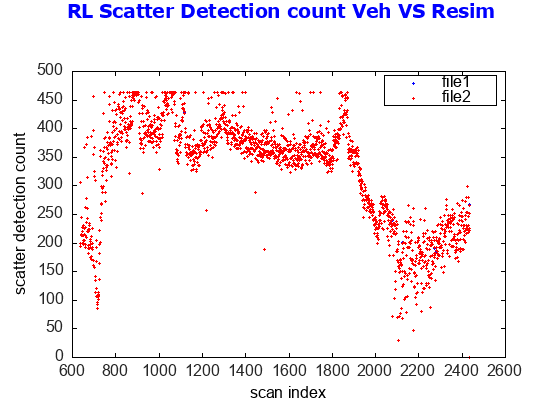 RL Scatter Detection count Veh VS Resim
500
450
400
350
300
250
200
150
100
50
0
scatter detection count
file1
file2
600 800 1000 1200 1400 1600 1800 2000 2200 2400 2600
scan index